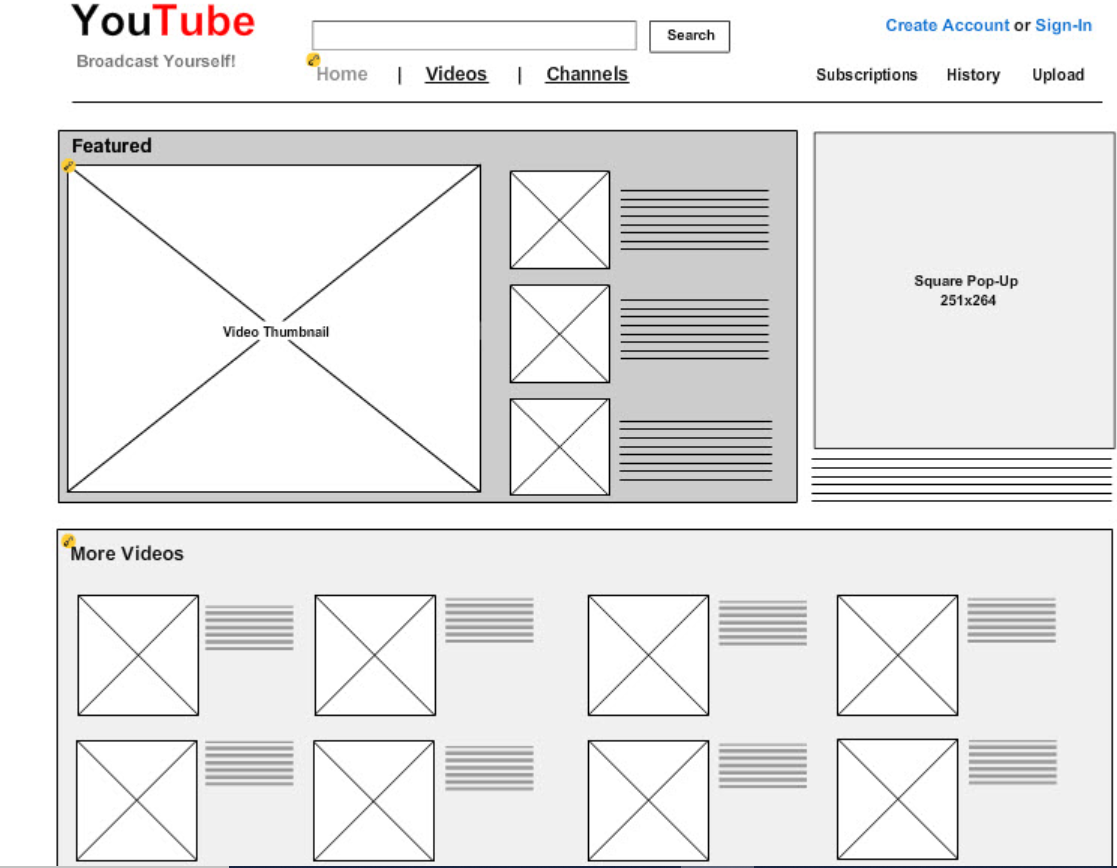 YouTube
Search
Create Account or Sign-In
Broadcast Yourself!
Home | Videos | Channels
Subscriptions History Upload
Featured
Video Thumbnail
Square Pop-Up
251x264
More Videos